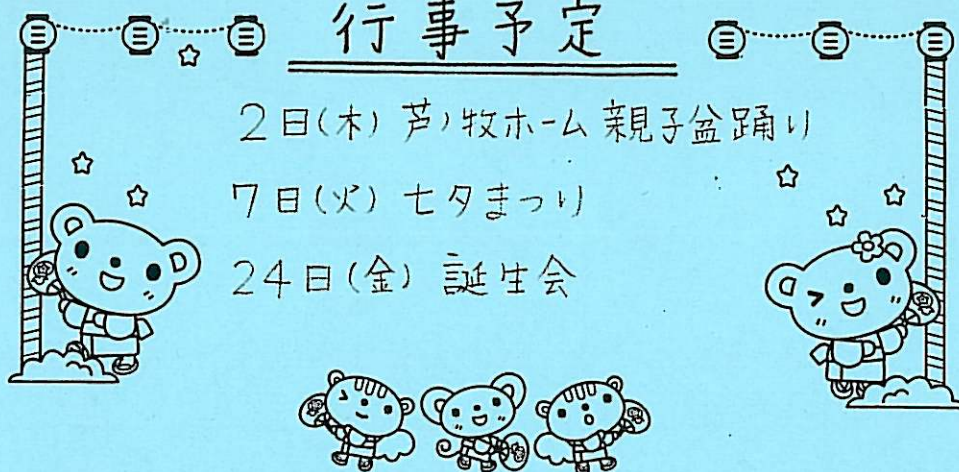 行事予定
2日(木) 芦ノ牧ホーム 親子盆踊り
7日(火) 七夕まつり
24日(金) 誕生会